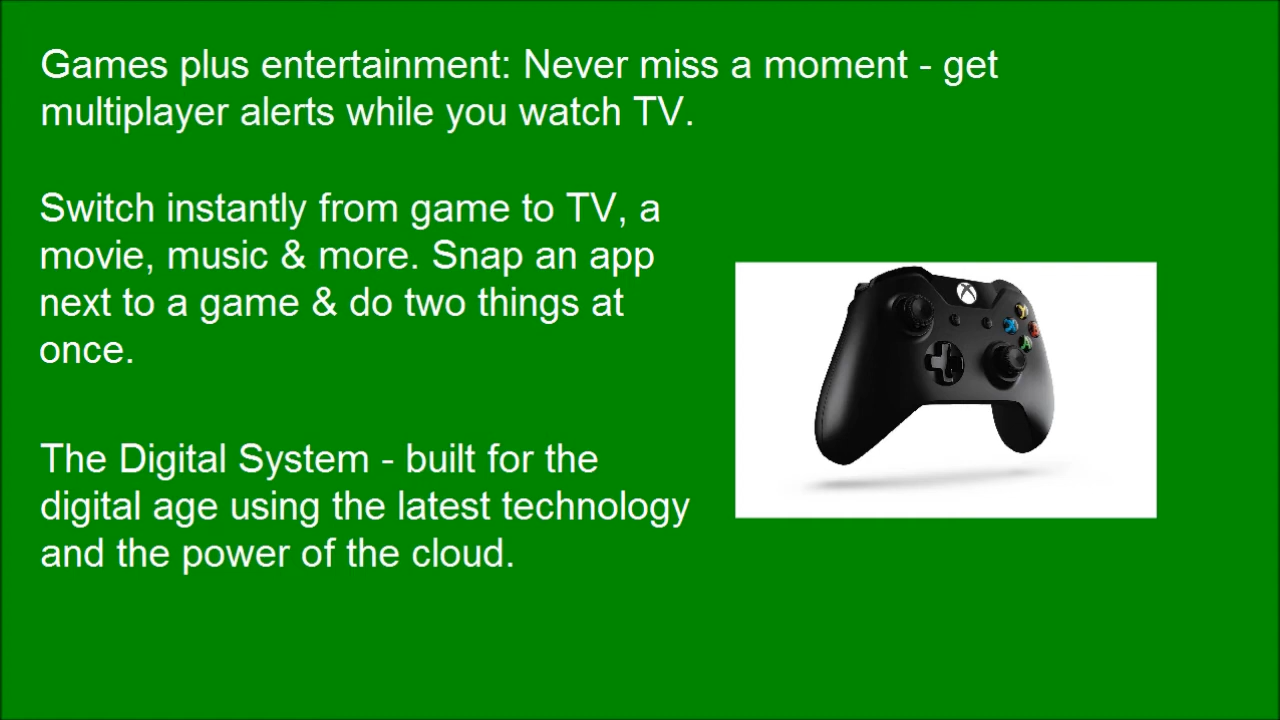 Games plus entertainment: Never miss a moment - get
multiplayer alerts while you watch TV.
Switch instantly from game to TV, a
movie, music & more. Snap an app
next to a game & do two things at
once.
The Digital System - built for the
digital age using the latest technology
and the power of the cloud.